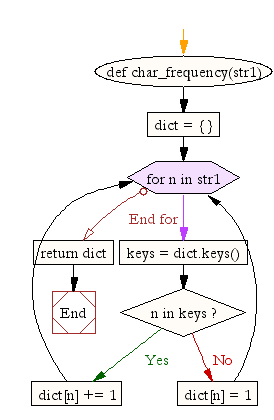 def char_frequency(str1)
dict = {}
for n in str1
End for
return dict
keys = dict.keys()
End
n in keys ?
Yes
No
dict[n] += 1
dict[n] = 1